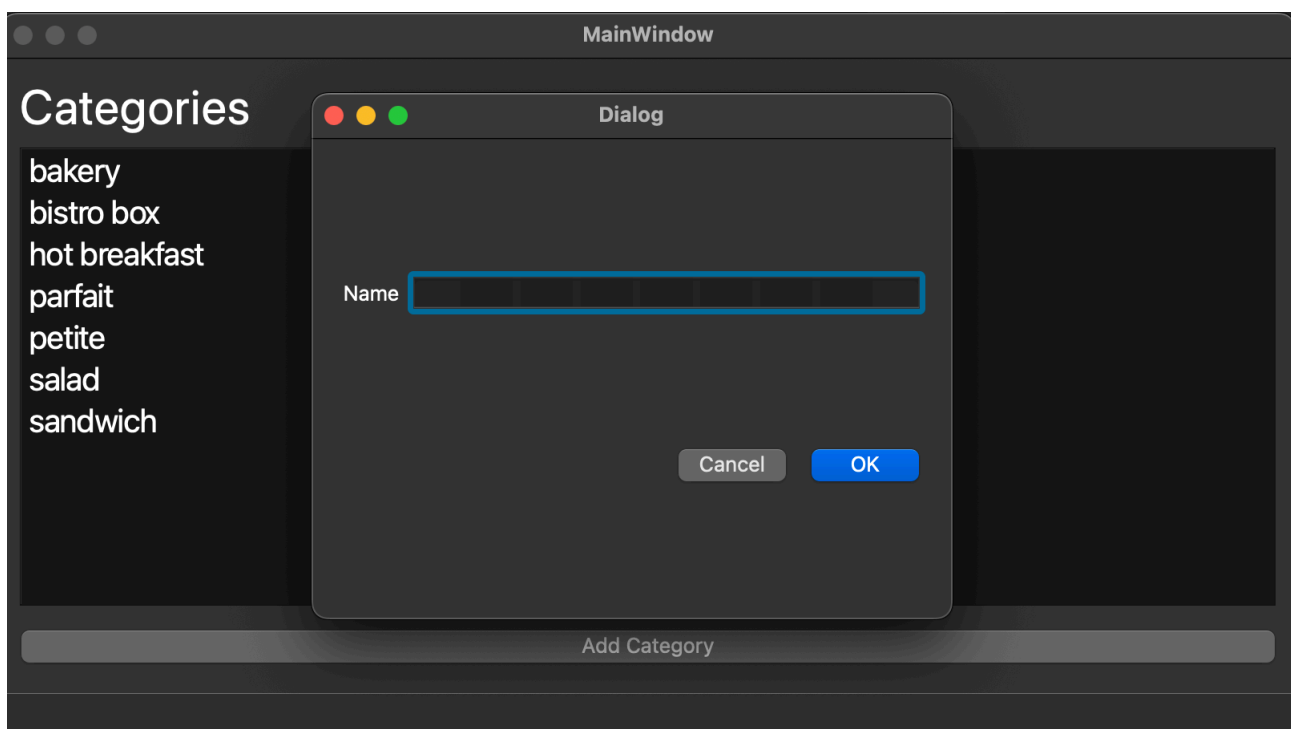 MainWindow
Categories
Dialog
bakery
bistro box
hot breakfast
parfait
petite
salad
sandwich
Name
Cancel
OK
Add Category